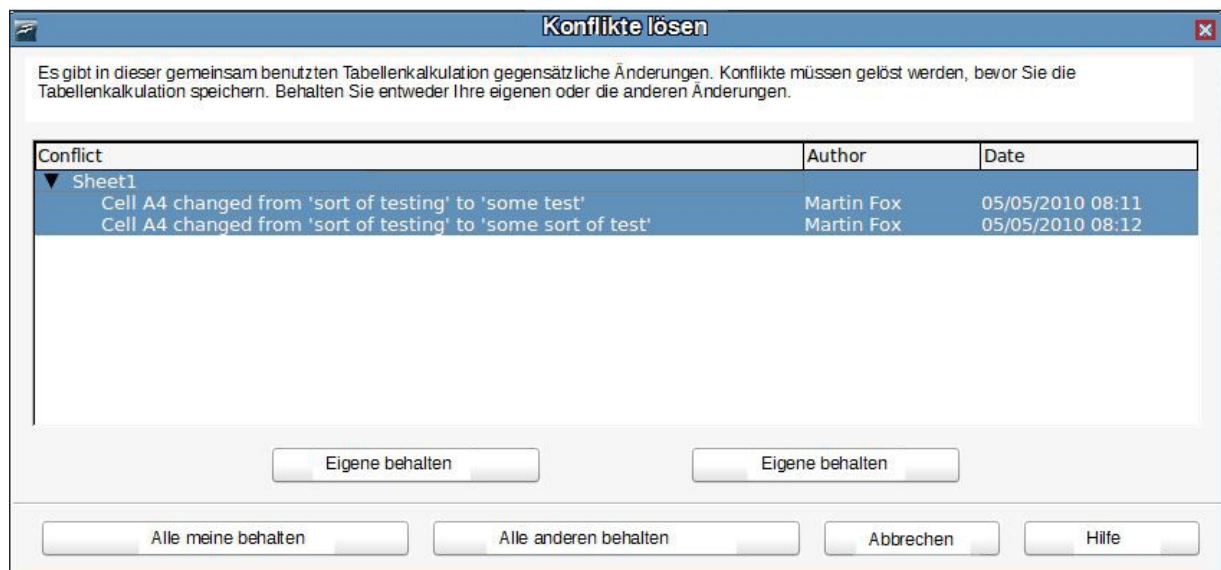 Konflikte lösen
Es gibt in dieser gemeinsam benutzten Tabellenkalkulation gegensätzliche Änderungen. Konflikte müssen gelöst werden, bevor Sie die
Tabellenkalkulation speichern. Behalten Sie entweder Ihre eigenen oder die anderen Änderungen.
Conflict Author Date
Sheet1
Cell A4 changed from 'sort of testing' to 'some test' Martin Fox 05/05/2010 08:11
Cell A4 changed from 'sort of testing' to 'some sort of test' Martin Fox 05/05/2010 08:12
Eigene behalten Eigene behalten
Alle meine behalten Alle anderen behalten Abbrechen Hilfe